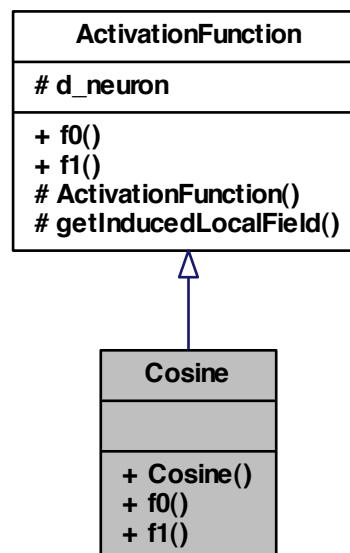 ActivationFunction
# d_neuron
+ f0()
+ f1()
# ActivationFunction()
# getInducedLocalField()
Cosine
+ Cosine()
+ f0()
+ f1()